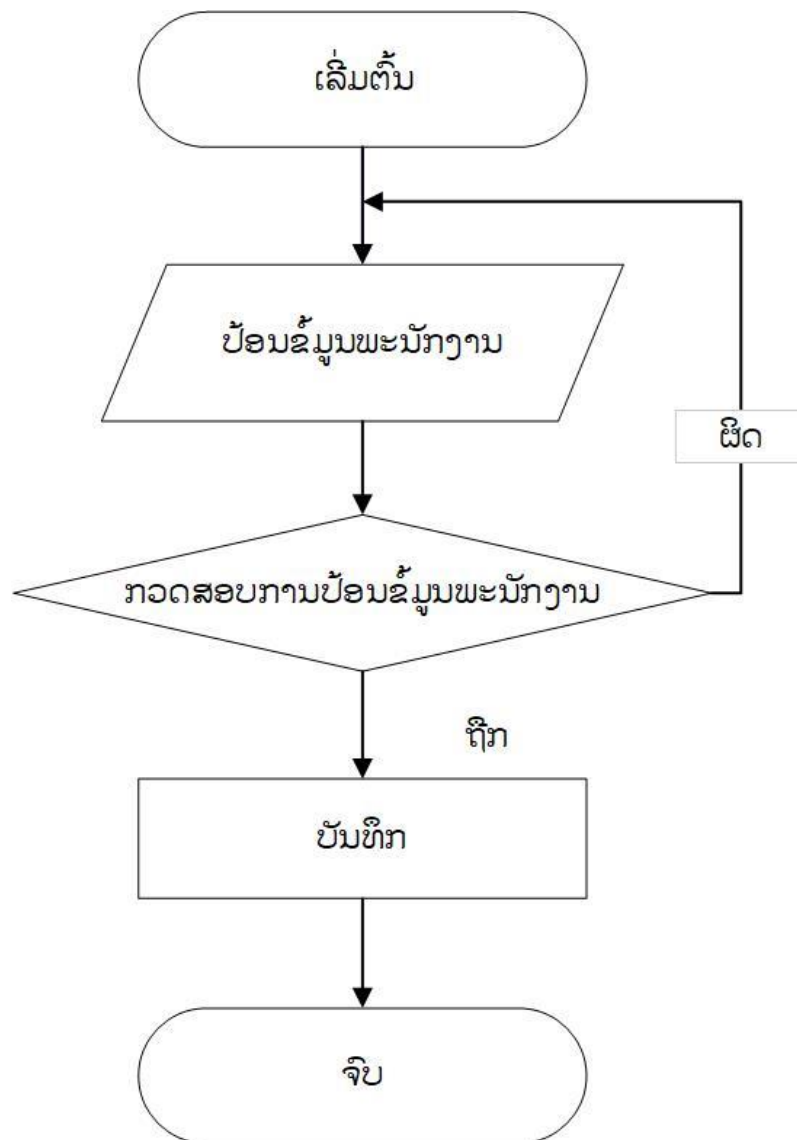 ເລີ່ມຕົ້ນ
ປ້ອນຂໍ້ມູນພະນັກງານ
ຜິດ
ກວດສອບການປ້ອນຂໍ້ມູນພະນັກງານ
ຖືກ
ບັນທຶກ
ຈົບ